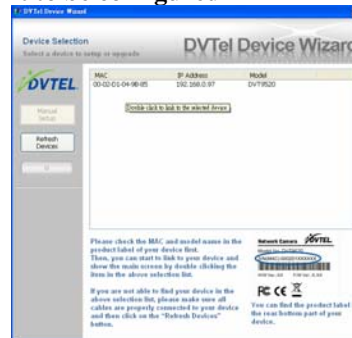 DVTel Device Wizard
Device Selection
Select a device to setup or upgrade
DVTel Device Wizard
DVTEL
MAC IP Address Model
00-02-D1-04-9B-85 192.168.0.97 DVT9520
Double click to link to the selected device
Manual Setup
Refresh Devices
Please check the MAC and model name in the product label of your device first.
Then, you can start to link to your device and show the main screen by double clicking the item in the above selection list.
If you are not able to find your device in the above selection list, please make sure all cables are properly connected to your device and then click on the "Refresh Devices" button.
Network Camera DVTEL
FC CE
You can find the product label at the rear bottom part of your device.